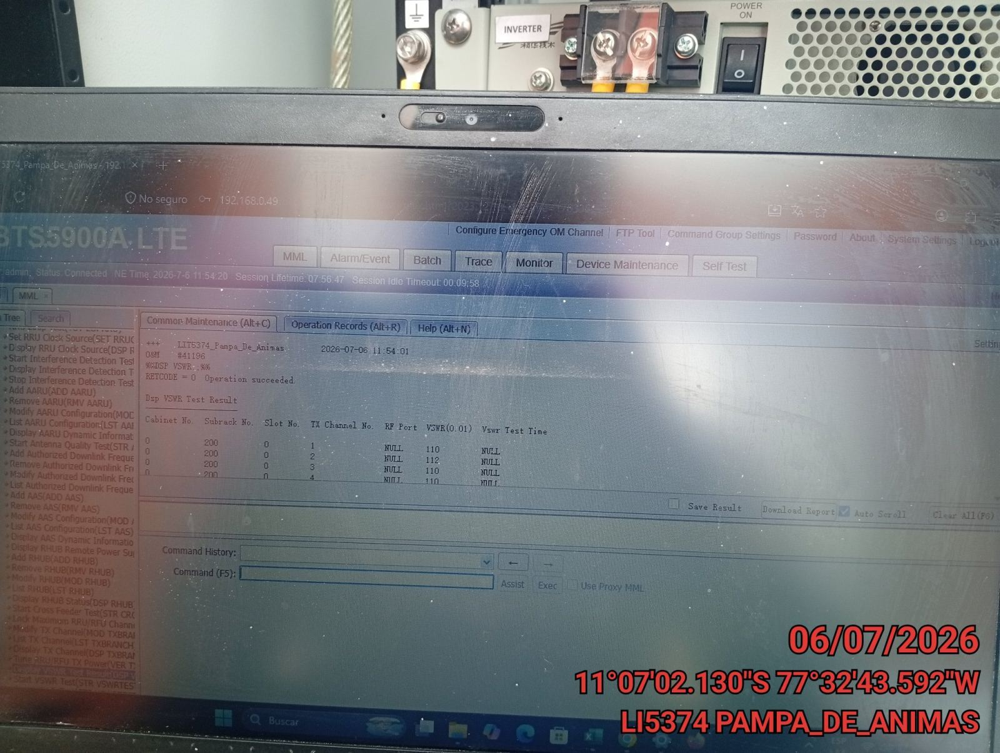 POWER
ON
INVERTER
5374_Pampa_De_Animas - 192.1
No seguro
192.168.0.49
BTS5900A LTE
Configure Emergency OM Channel
FTP Tool
Command Group Settings
Password
About
System Settings
Logout
MML
Alarm/Event
Batch
Trace
Monitor
Device Maintenance
Self Test
admin, Status: Connected NE Time: 2026-7-6 11:54:20 Session Lifetime: 07:56:47 Session Idle Timeout: 00:09:58
MML
Tree
Search
Common Maintenance (Alt+C)
Operation Records (Alt+R)
Help (Alt+N)
Set RRU Clock Source(SET RRUC
Display RRU Clock Source(DSP R
Start Interference Detection Test
Display Interference Detection T
Stop Interference Detection Test
Add AARU(ADD AARU)
Remove AARU(RMV AARU)
Modify AARU Configuration(MOD
List AARU Configuration(LST AAI
Display AARU Dynamic Informat
Start Antenna Quality Test(STR
Add Authorized Downlink Freque
Remove Authorized Downlink Fr
Modify Authorized Downlink Fred
List Authorized Downlink Freque
Add AAS(ADD AAS)
Remove AAS(RMV AAS)
Modify AAS Configuration(MOD
List AAS Configuration(LST AAS)
Display AAS Dynamic Informatio
Display RHUB Remote Power Su
Add RHUB(ADD RHUB)
Remove RHUB(RMV RHUB)
Modify RHUB(MOD RHUB)
List RHUB(LST RHUB)
Display RHUB Status(DSP RHUB
Start Cross Feeder Test(STR CRO
Lock Maximum RRU/RFU Chann
Modify TX Channel(MOD TXBRAN
List TX Channel(LST TXBRANCH
Display TX Channel(DSP TXBRAN
Tune RRU/RFU TX Power(VER T
Start VSWR Test(STR VSWRTES
+++ LIT5374_Pampa_De_Animas 2026-07-06 11:54:01
O&M #41196
%%DSP VSWR:;%%
RETCODE = 0 Operation succeeded.
Dsp VSWR Test Result
Cabinet No. Subrack No. Slot No. TX Channel No. RF Port VSWR(0.01) Vswr Test Time
0 200 0 1 NULL 110 NULL
0 200 0 2 NULL 112 NULL
0 200 0 3 NULL 110 NULL
0 200 0 4 NULL 110 NULL
Save Result
Download Report
Auto Scroll
Clear All(F6)
Command History:
Command (F5):
Assist
Exec
Use Proxy MML
Buscar
06/07/2026
11°07'02.130"S 77°32'43.592"W
LI5374 PAMPA_DE_ANIMAS